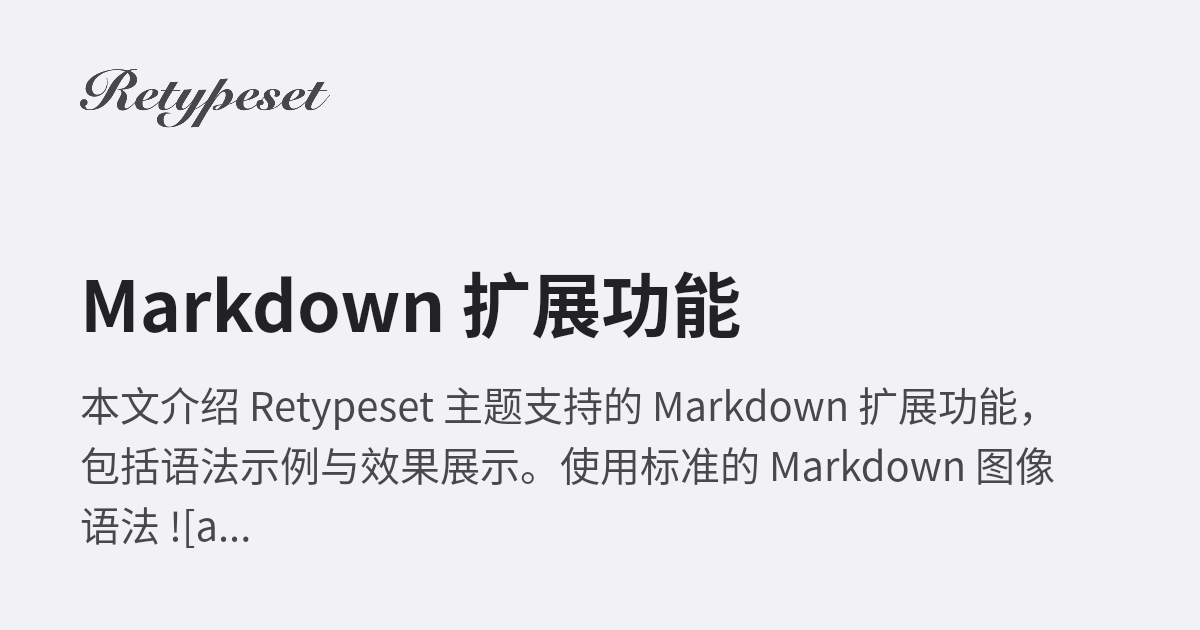 Retypeset
Markdown 扩展功能
本文介绍 Retypeset 主题支持的 Markdown 扩展功能，
包括语法示例与效果展示。使用标准的 Markdown 图像
语法 ![a...